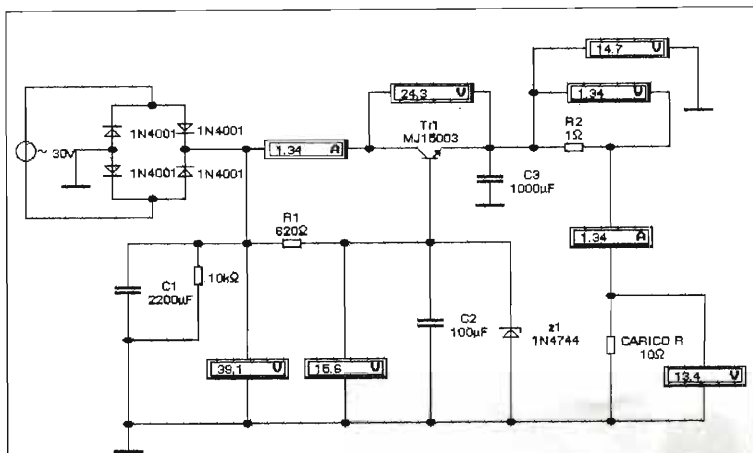 14.7 V
24.3 V
1.34 V
~ 30V
1N4001
1N4001
1N4001
1N4001
1.34 A
Tr1
MJ15003
R2
1Ω
C3
1000µF
R1
620Ω
1.34 A
C1
2200µF
10kΩ
C2
100µF
z1
1N4744
CARICO R
10Ω
39.1 V
15.6 V
13.4 V